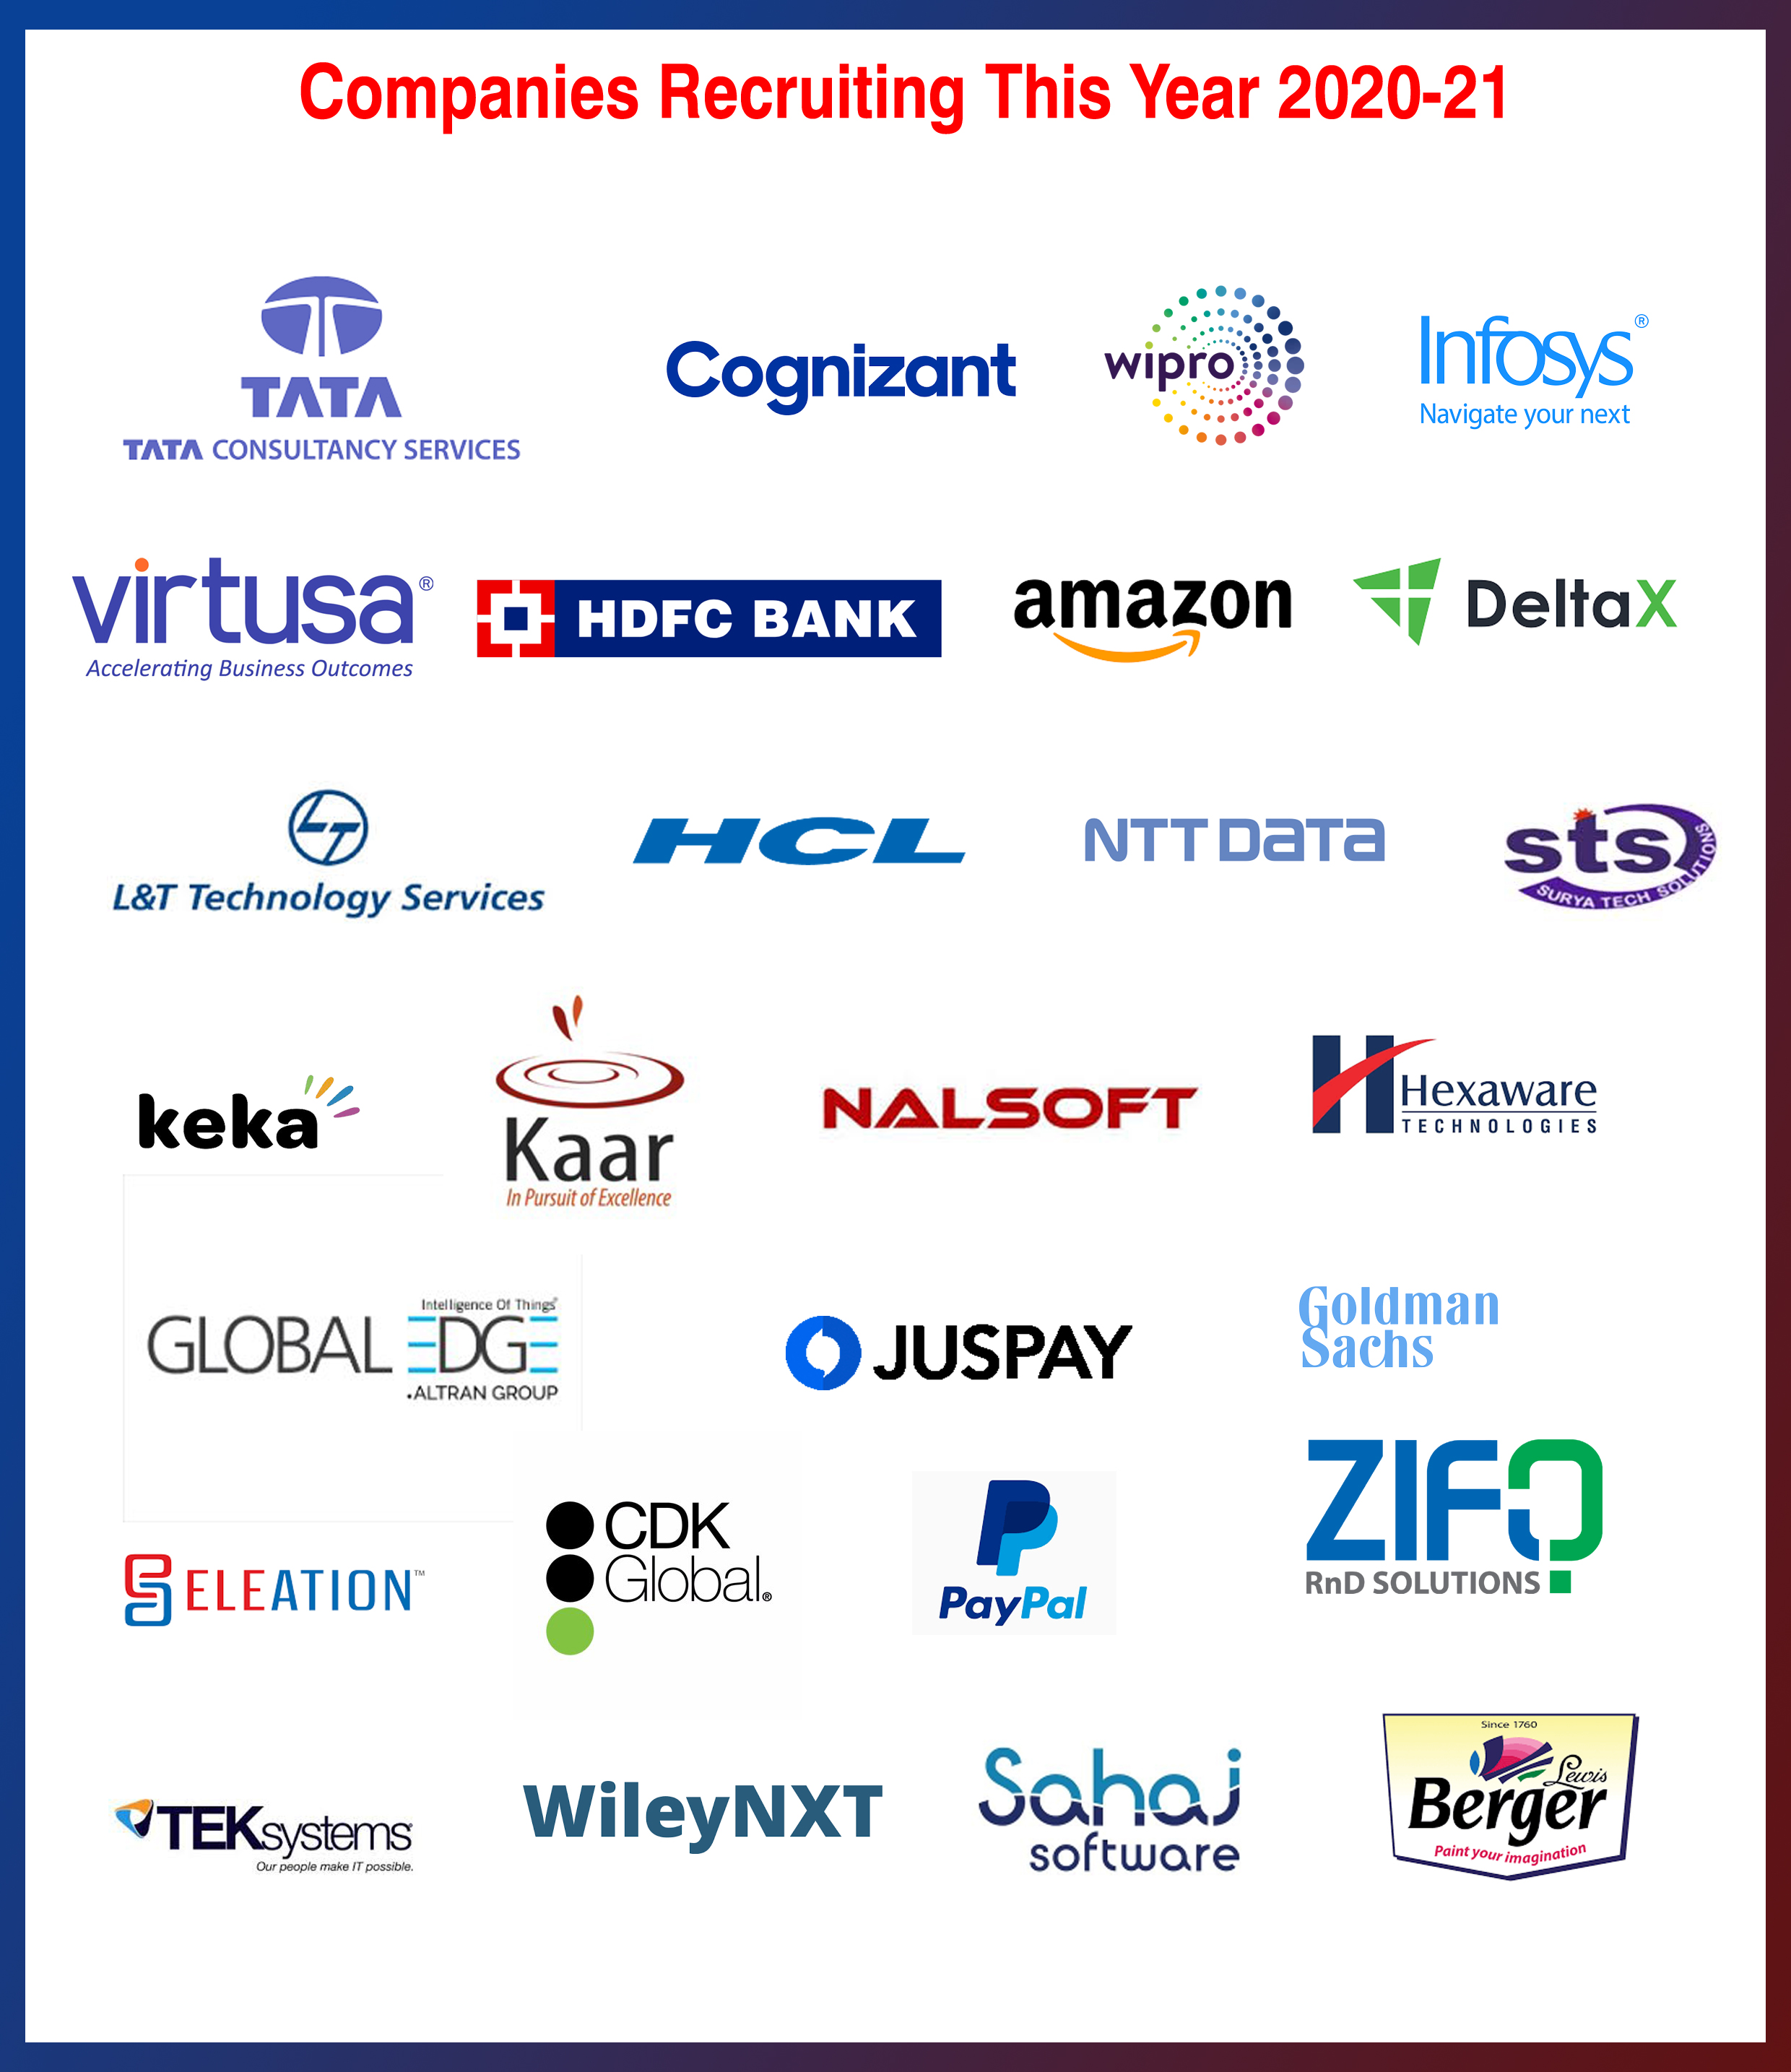 Companies Recruiting This Year 2020-21
TATA
TATA CONSULTANCY SERVICES
Cognizant
wipro
Infosys®
Navigate your next
virtusa®
Accelerating Business Outcomes
HDFC BANK
amazon
DeltaX
LT
L&T Technology Services
HCL
NTT DATA
sts
SURYA TECH SOLUTIONS
keka
Kaar
In Pursuit of Excellence
NALSOFT
Hexaware
TECHNOLOGIES
Intelligence Of Things
GLOBAL EDGE
.ALTRAN GROUP
JUSPAY
Goldman
Sachs
ELEATION™
CDK
Global®
PayPal
ZIFO
RnD SOLUTIONS
TEKsystems
Our people make IT possible.
WileyNXT
Sahaj
software
Since 1760
Lewis
Berger
Paint your imagination